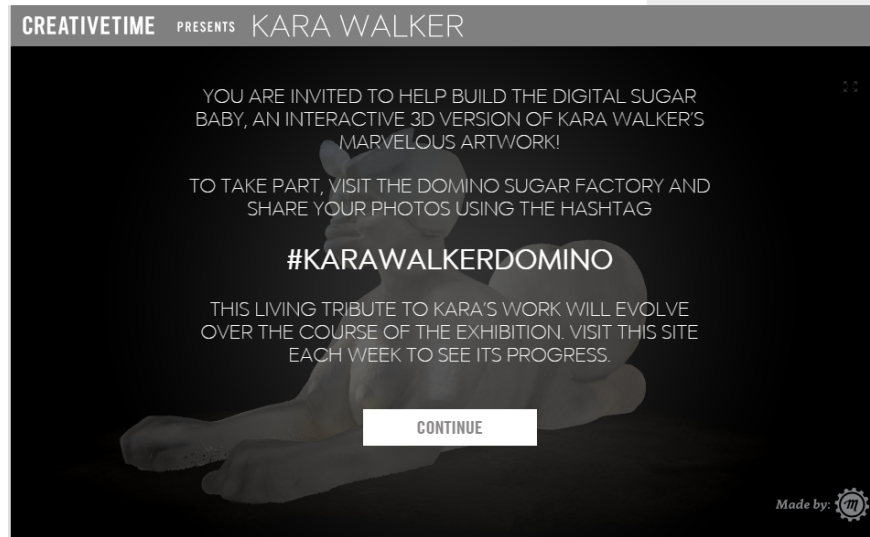 CREATIVETIME PRESENTS KARA WALKER
YOU ARE INVITED TO HELP BUILD THE DIGITAL SUGAR
BABY, AN INTERACTIVE 3D VERSION OF KARA WALKER'S
MARVELOUS ARTWORK!
TO TAKE PART, VISIT THE DOMINO SUGAR FACTORY AND
SHARE YOUR PHOTOS USING THE HASHTAG
#KARAWALKERDOMINO
THIS LIVING TRIBUTE TO KARA'S WORK WILL EVOLVE
OVER THE COURSE OF THE EXHIBITION. VISIT THIS SITE
EACH WEEK TO SEE ITS PROGRESS.
CONTINUE
Made by: m